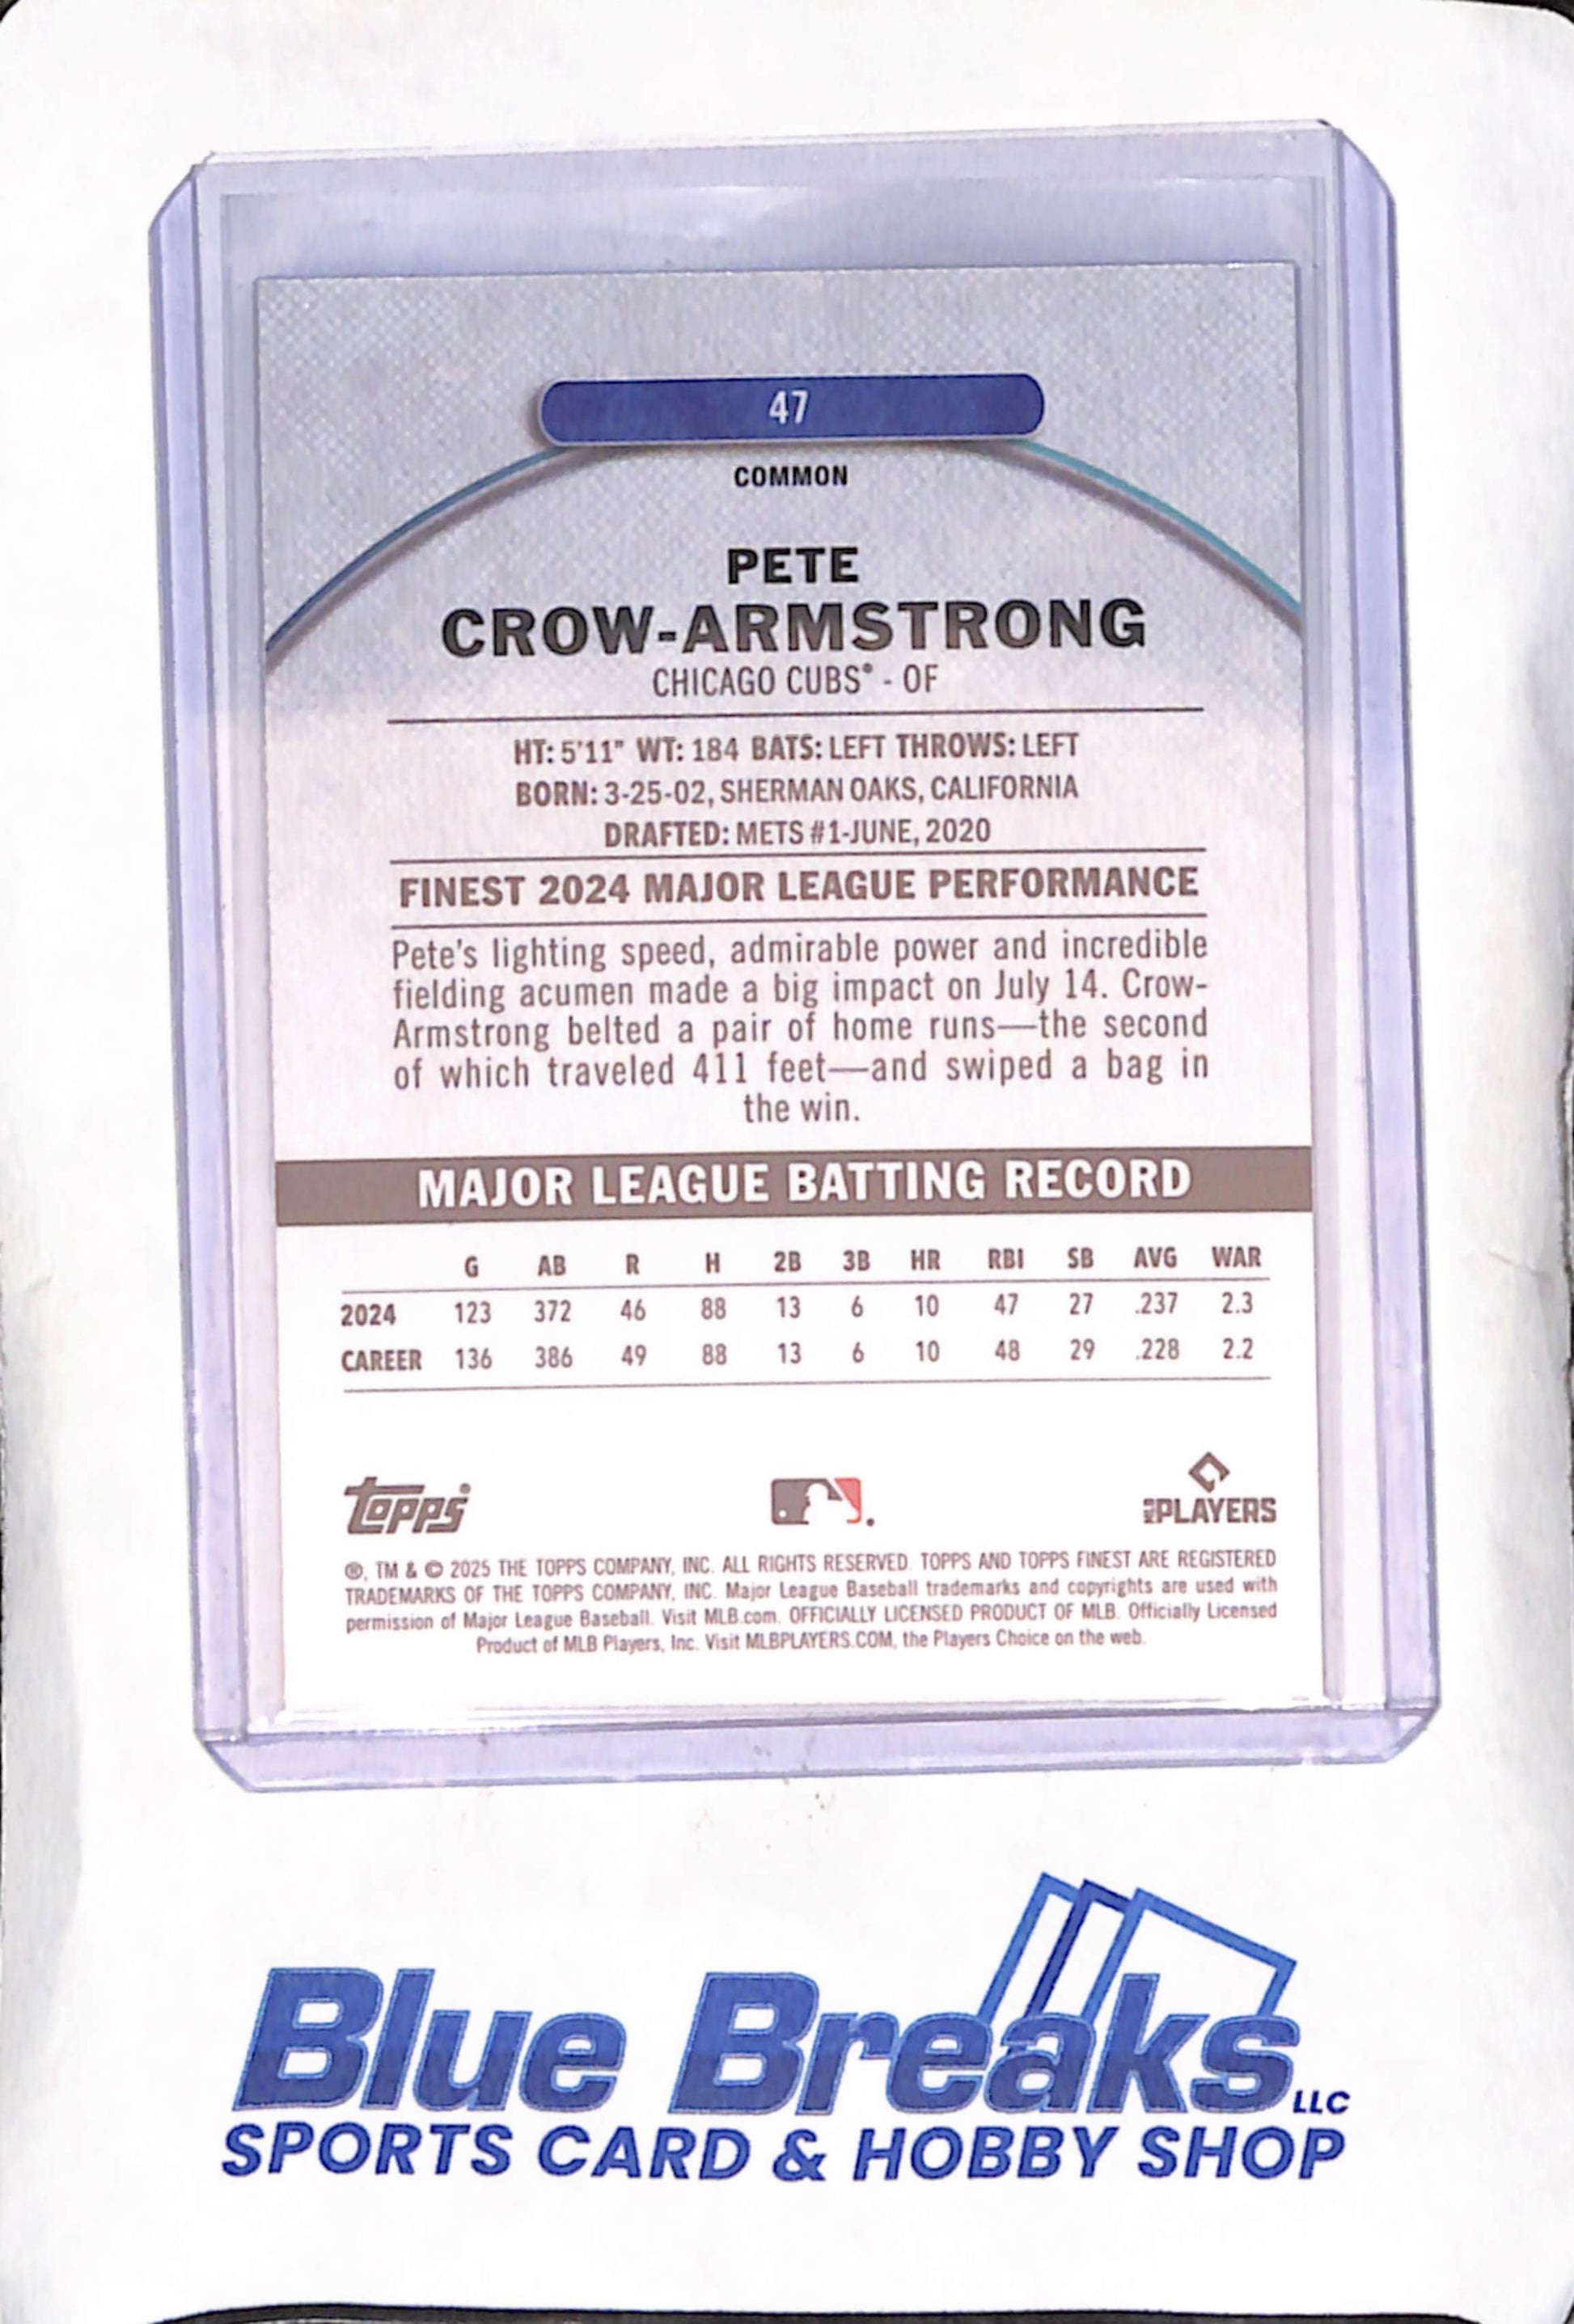 47
COMMON
PETE
CROW-ARMSTRONG
CHICAGO CUBS® - OF
HT: 5'11" WT: 184 BATS: LEFT THROWS: LEFT
BORN: 3-25-02, SHERMAN OAKS, CALIFORNIA
DRAFTED: METS #1-JUNE, 2020
FINEST 2024 MAJOR LEAGUE PERFORMANCE
Pete's lighting speed, admirable power and incredible
fielding acumen made a big impact on July 14. Crow-
Armstrong belted a pair of home runs—the second
of which traveled 411 feet—and swiped a bag in
the win.
MAJOR LEAGUE BATTING RECORD
G AB R H 2B 3B HR RBI SB AVG WAR
2024 123 372 46 88 13 6 10 47 27 .237 2.3
CAREER 136 386 49 88 13 6 10 48 29 .228 2.2
Topps
PLAYERS
®, TM & © 2025 THE TOPPS COMPANY, INC. ALL RIGHTS RESERVED. TOPPS AND TOPPS FINEST ARE REGISTERED
TRADEMARKS OF THE TOPPS COMPANY, INC. Major League Baseball trademarks and copyrights are used with
permission of Major League Baseball. Visit MLB.com. OFFICIALLY LICENSED PRODUCT OF MLB. Officially Licensed
Product of MLB Players, Inc. Visit MLBPLAYERS.COM, the Players Choice on the web.
Blue Breaks LLC
SPORTS CARD & HOBBY SHOP